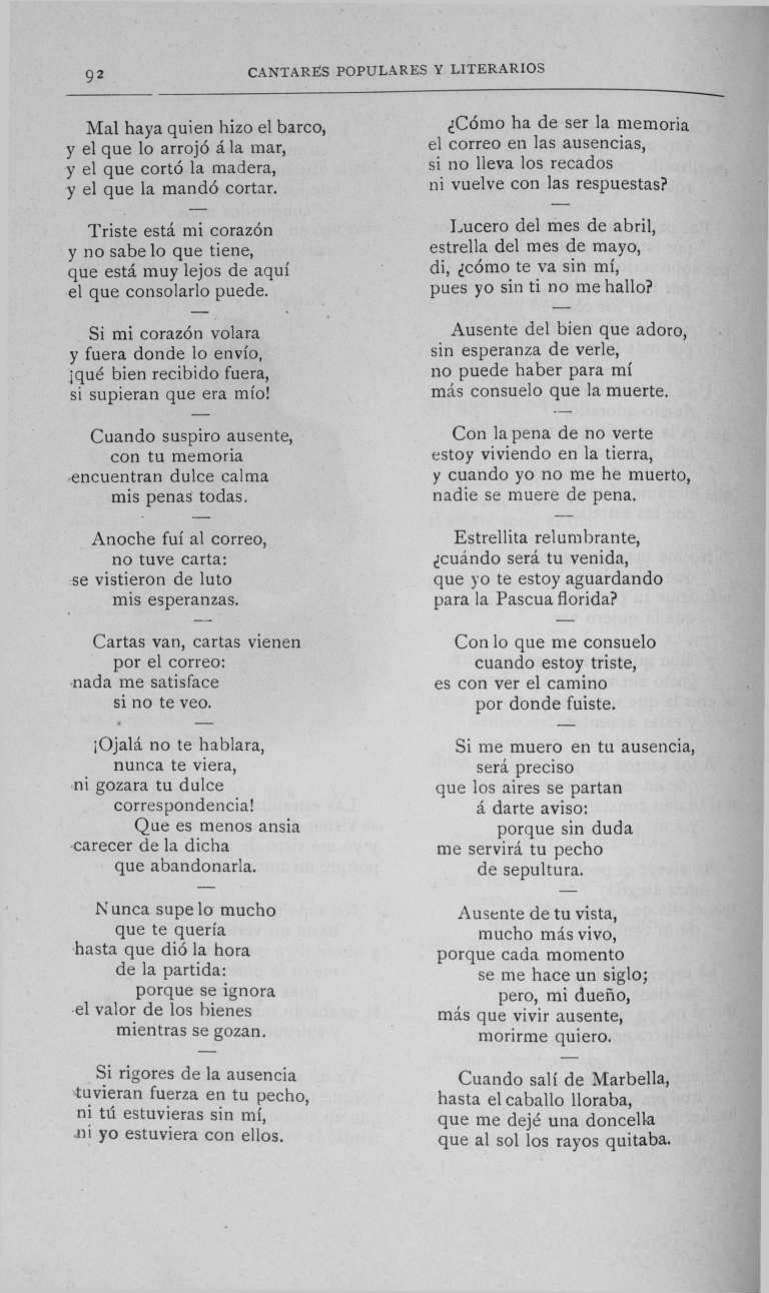 92
CANTARES POPULARES Y LITERARIOS
Mal haya quien hizo el barco,
y el que lo arrojó á la mar,
y el que cortó la madera,
y el que la mandó cortar.
Triste está mi corazón
y no sabe lo que tiene,
que está muy lejos de aquí
el que consolarlo puede.
Si mi corazón volara
y fuera donde lo envío,
¡qué bien recibido fuera,
si supieran que era mío!
Cuando suspiro ausente,
con tu memoria
encuentran dulce calma
mis penas todas.
Anoche fuí al correo,
no tuve carta:
se vistieron de luto
mis esperanzas.
Cartas van, cartas vienen
por el correo:
nada me satisface
si no te veo.
¡Ojalá no te hablara,
nunca te viera,
ni gozara tu dulce
correspondencia!
Que es menos ansia
carecer de la dicha
que abandonarla.
Nunca supe lo mucho
que te quería
hasta que dió la hora
de la partida:
porque se ignora
el valor de los bienes
mientras se gozan.
Si rigores de la ausencia
tuvieran fuerza en tu pecho,
ni tú estuvieras sin mí,
ni yo estuviera con ellos.
¿Cómo ha de ser la memoria
el correo en las ausencias,
si no lleva los recados
ni vuelve con las respuestas?
Lucero del mes de abril,
estrella del mes de mayo,
di, ¿cómo te va sin mí,
pues yo sin ti no me hallo?
Ausente del bien que adoro,
sin esperanza de verle,
no puede haber para mí
más consuelo que la muerte.
Con la pena de no verte
estoy viviendo en la tierra,
y cuando yo no me he muerto,
nadie se muere de pena.
Estrellita relumbrante,
¿cuándo será tu venida,
que yo te estoy aguardando
para la Pascua florida?
Con lo que me consuelo
cuando estoy triste,
es con ver el camino
por donde fuiste.
Si me muero en tu ausencia,
será preciso
que los aires se partan
á darte aviso:
porque sin duda
me servirá tu pecho
de sepultura.
Ausente de tu vista,
mucho más vivo,
porque cada momento
se me hace un siglo;
pero, mi dueño,
más que vivir ausente,
morirme quiero.
Cuando salí de Marbella,
hasta el caballo lloraba,
que me dejé una doncella
que al sol los rayos quitaba.